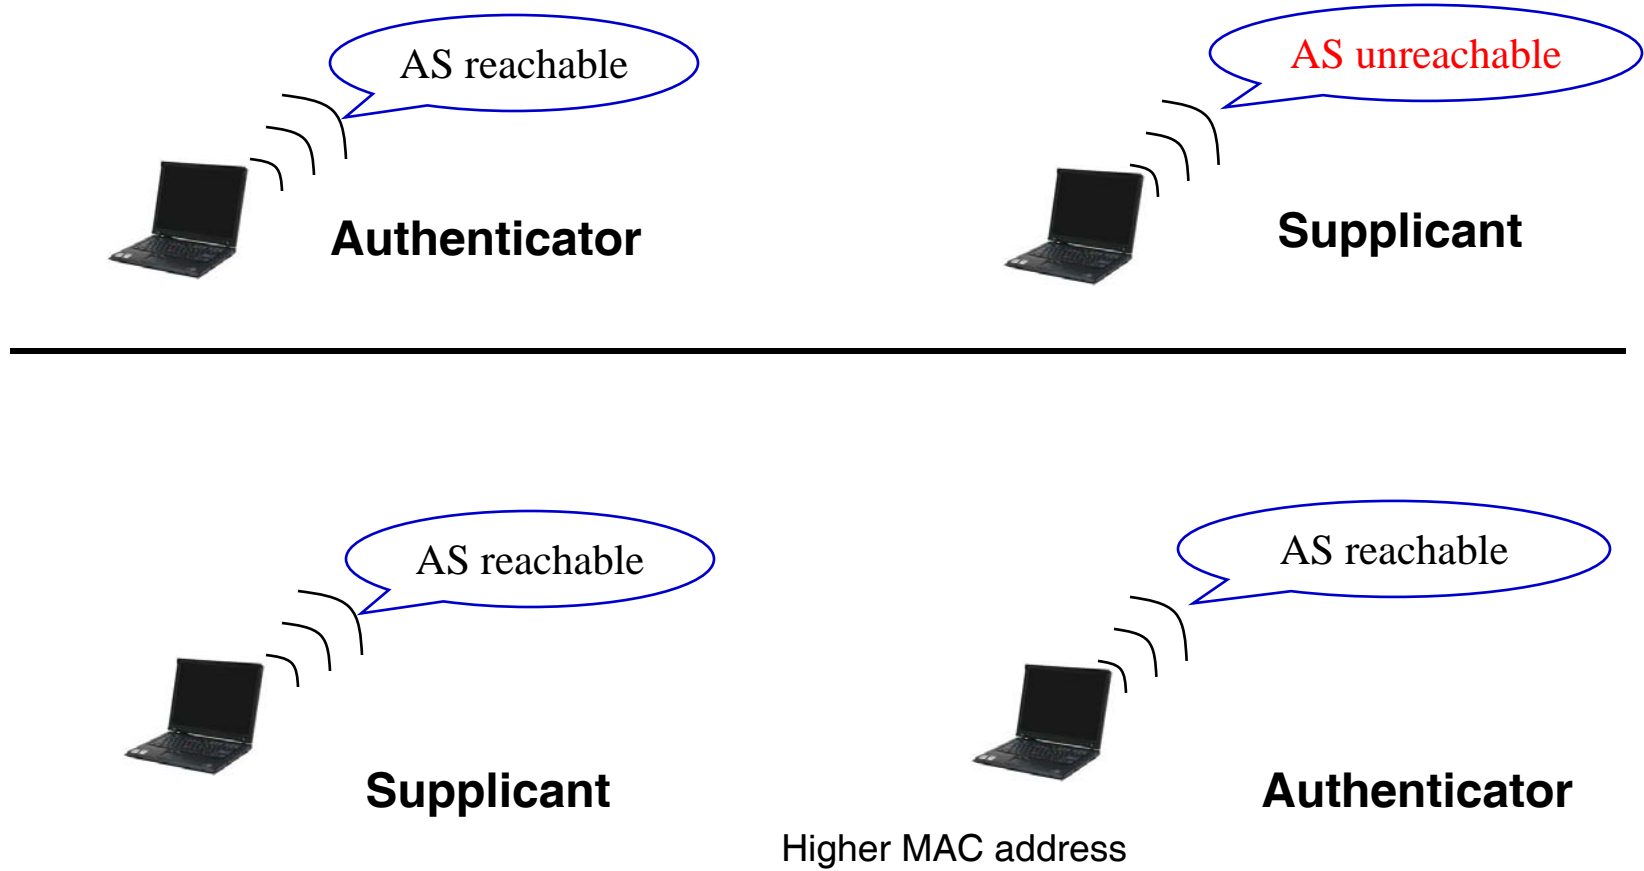 AS reachable
AS unreachable
Authenticator
Supplicant
AS reachable
AS reachable
Supplicant
Authenticator
Higher MAC address